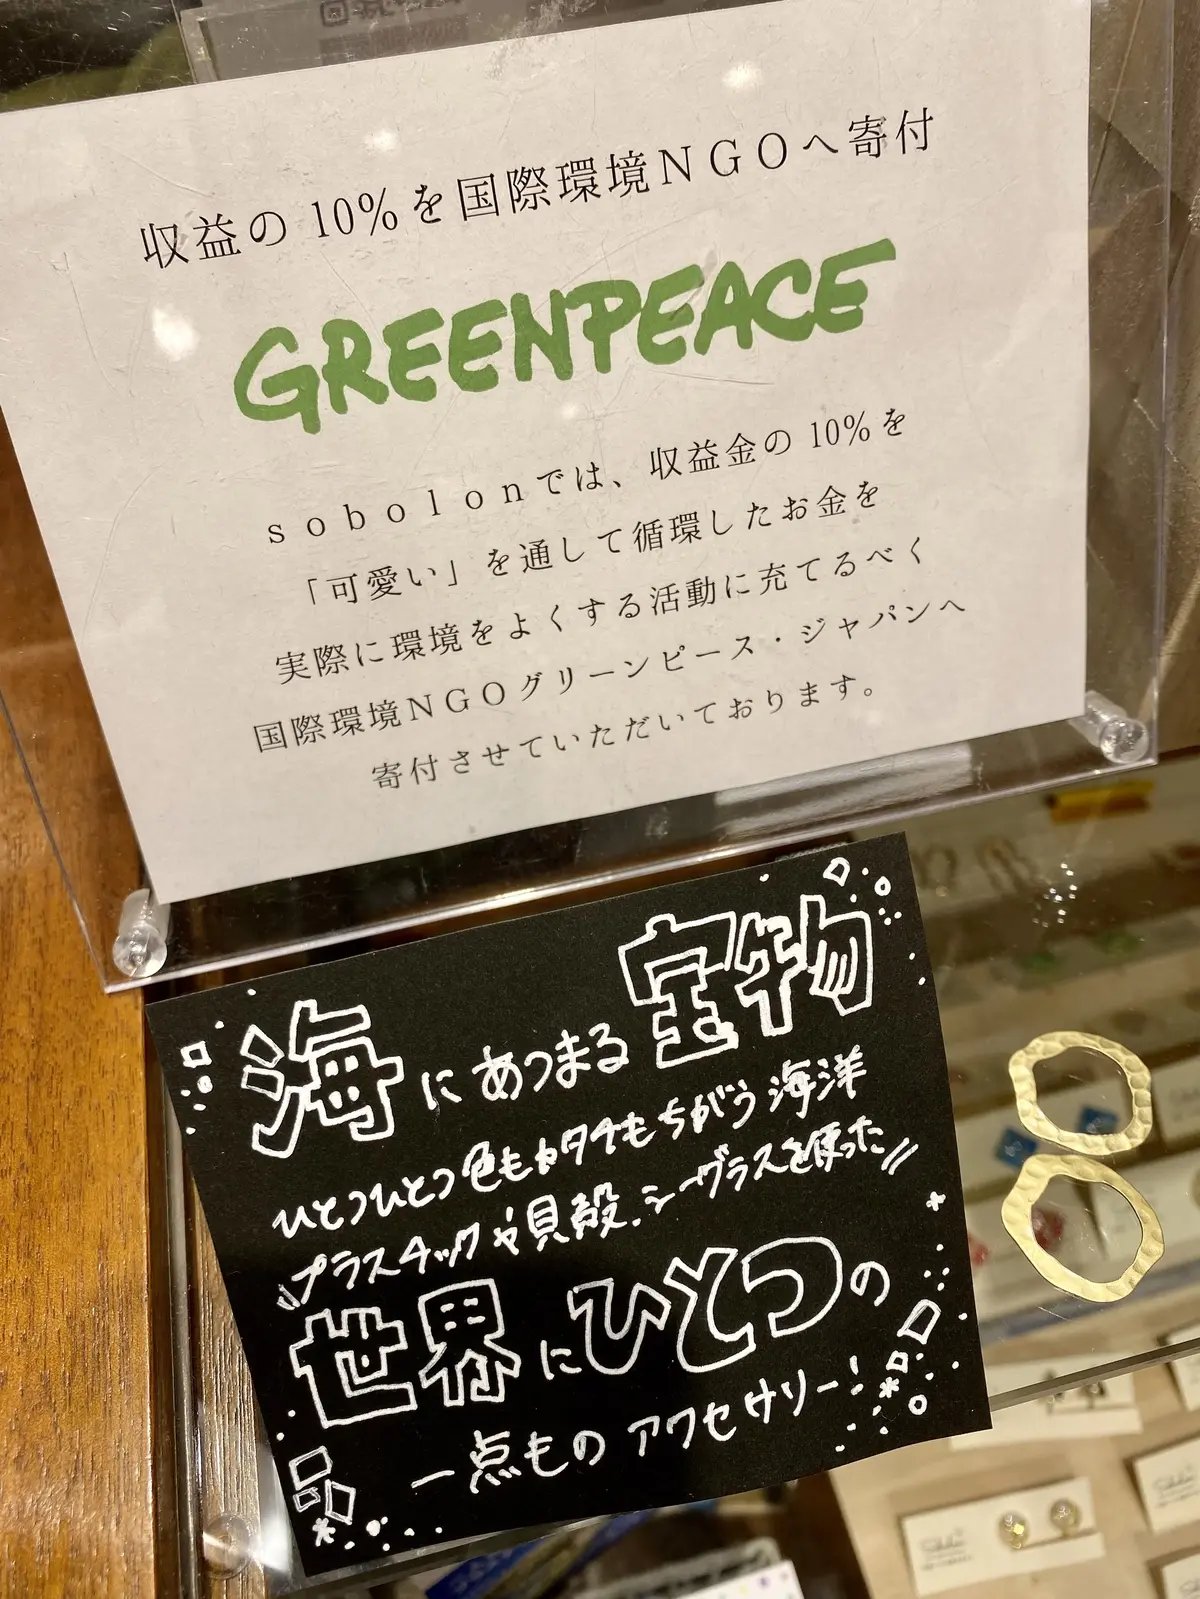 収益の10%を国際環境NGOへ寄付
GREENPEACE
sobolonでは、収益金の10%を
「可愛い」を通して循環したお金を
実際に環境をよくする活動に充てるべく
国際環境NGOグリーンピース・ジャパンへ
寄付させていただいております。
海にあつまる宝物
ひとつひとつ色もカタチもちがう海洋
プラスチックや貝殻、シーグラスを使った
世界にひとつの
一点ものアクセサリー!